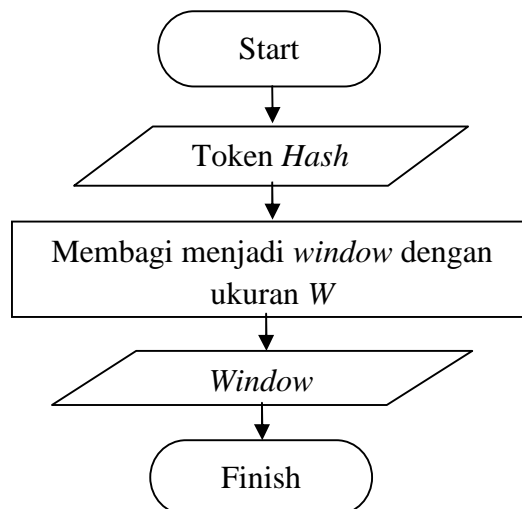 Start
Token Hash
Membagi menjadi window dengan
ukuran W
Window
Finish